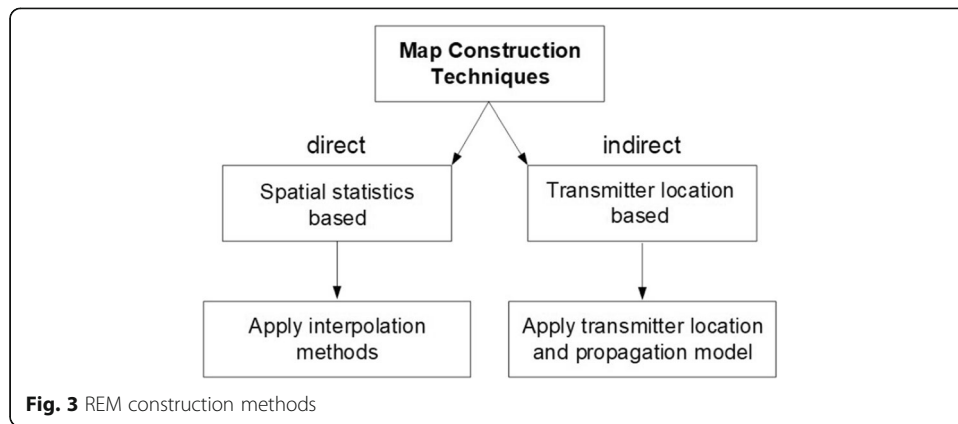 Map Construction
Techniques
direct
indirect
Spatial statistics
based
Transmitter location
based
Apply interpolation
methods
Apply transmitter location
and propagation model
Fig. 3 REM construction methods